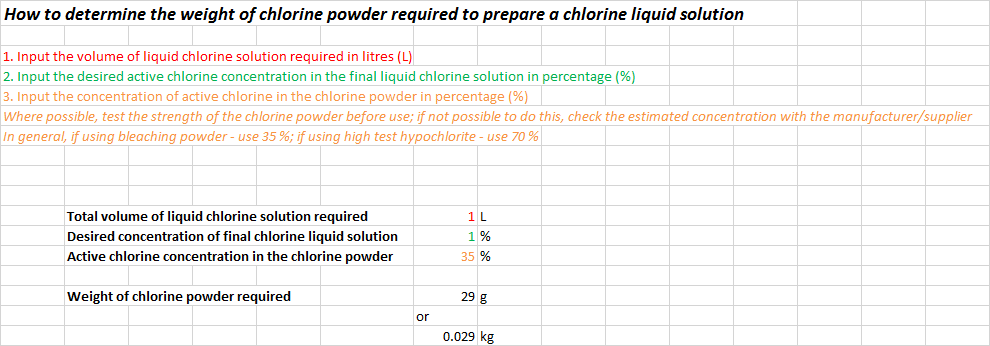 How to determine the weight of chlorine powder required to prepare a chlorine liquid solution
1. Input the volume of liquid chlorine solution required in litres (L)
2. Input the desired active chlorine concentration in the final liquid chlorine solution in percentage (%)
3. Input the concentration of active chlorine in the chlorine powder in percentage (%)
Where possible, test the strength of the chlorine powder before use; if not possible to do this, check the estimated concentration with the manufacturer/supplier
In general, if using bleaching powder - use 35%; if using high test hypochlorite - use 70%
Total volume of liquid chlorine solution required 1 L
Desired concentration of final chlorine liquid solution 1 %
Active chlorine concentration in the chlorine powder 35 %
Weight of chlorine powder required 29 g
or
0.029 kg